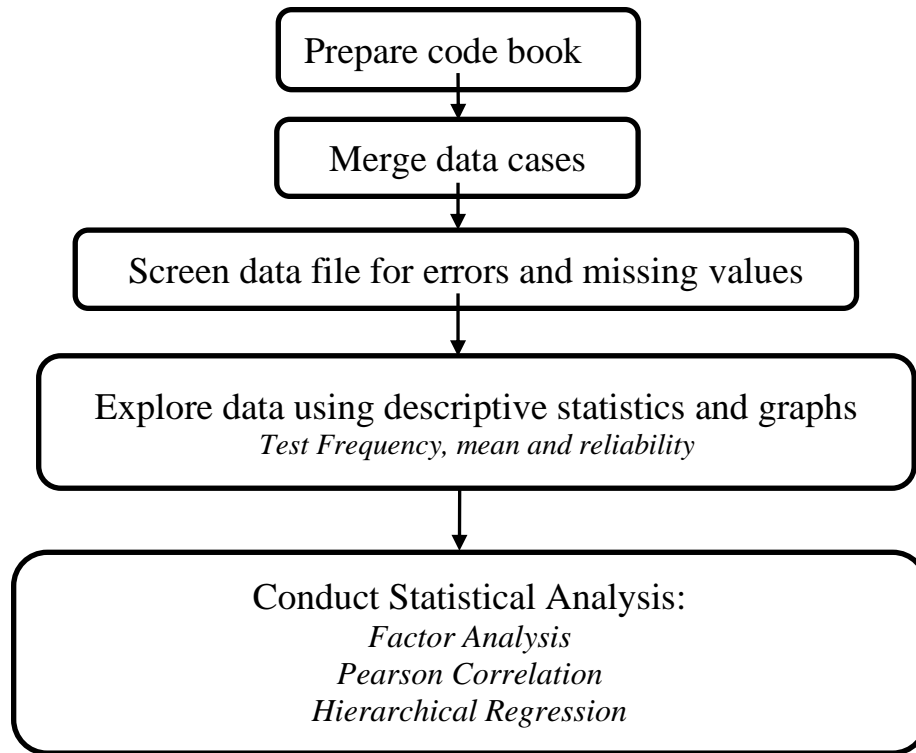 Prepare code book
Merge data cases
Screen data file for errors and missing values
Explore data using descriptive statistics and graphs
Test Frequency, mean and reliability
Conduct Statistical Analysis:
Factor Analysis
Pearson Correlation
Hierarchical Regression